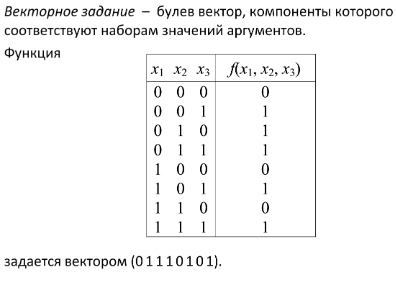 Векторное задание – булев вектор, компоненты которого
соответствуют наборам значений аргументов.
Функция
x₁ x₂ x₃ f(x₁, x₂, x₃)
0 0 0 0
0 0 1 1
0 1 0 1
0 1 1 1
1 0 0 0
1 0 1 1
1 1 0 0
1 1 1 1
задается вектором (0 1 1 1 0 1 0 1).